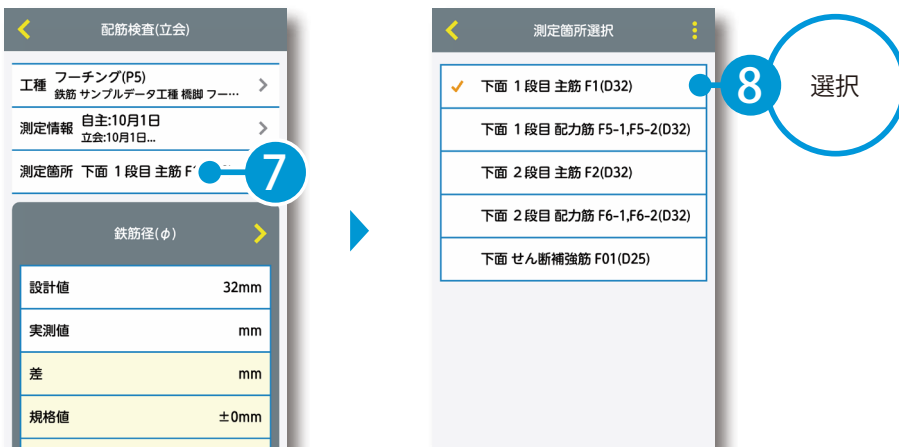 配筋検査(立会)
工種 フーチング(P5)
鉄筋 サンプルデータ工種 橋脚 フー…
測定情報 自主:10月1日
立会:10月1日...
測定箇所 下面 1段目 主筋 F
7
鉄筋径(φ)
設計値 32mm
実測値 mm
差 mm
規格値 ±0mm
測定箇所選択
下面 1段目 主筋 F1(D32)
下面 1段目 配力筋 F5-1,F5-2(D32)
下面 2段目 主筋 F2(D32)
下面 2段目 配力筋 F6-1,F6-2(D32)
下面 せん断補強筋 F01(D25)
8 選択